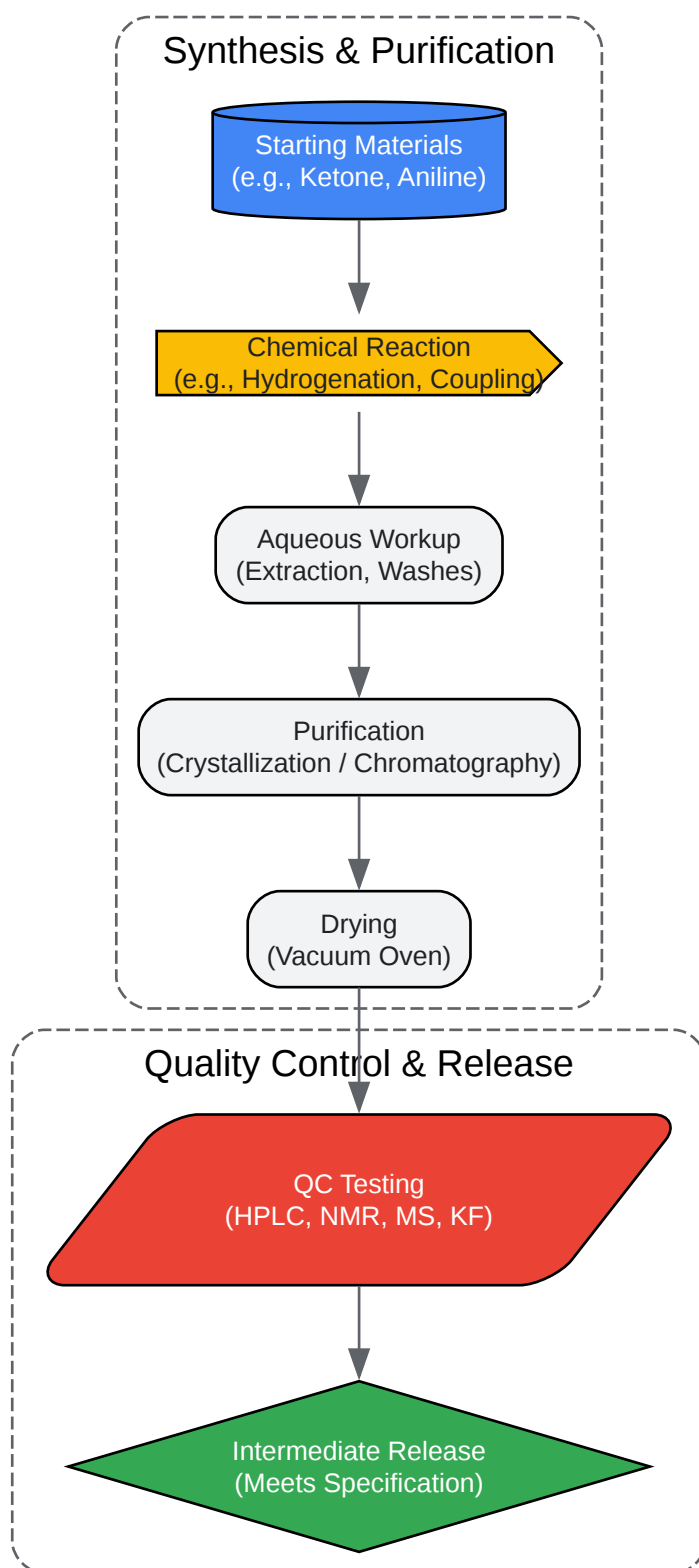 Synthesis & Purification
Starting Materials
(e.g., Ketone, Aniline)
Chemical Reaction
(e.g., Hydrogenation, Coupling)
Aqueous Workup
(Extraction, Washes)
Purification
(Crystallization / Chromatography)
Drying
(Vacuum Oven)
Quality Control & Release
QC Testing
(HPLC, NMR, MS, KF)
Intermediate Release
(Meets Specification)